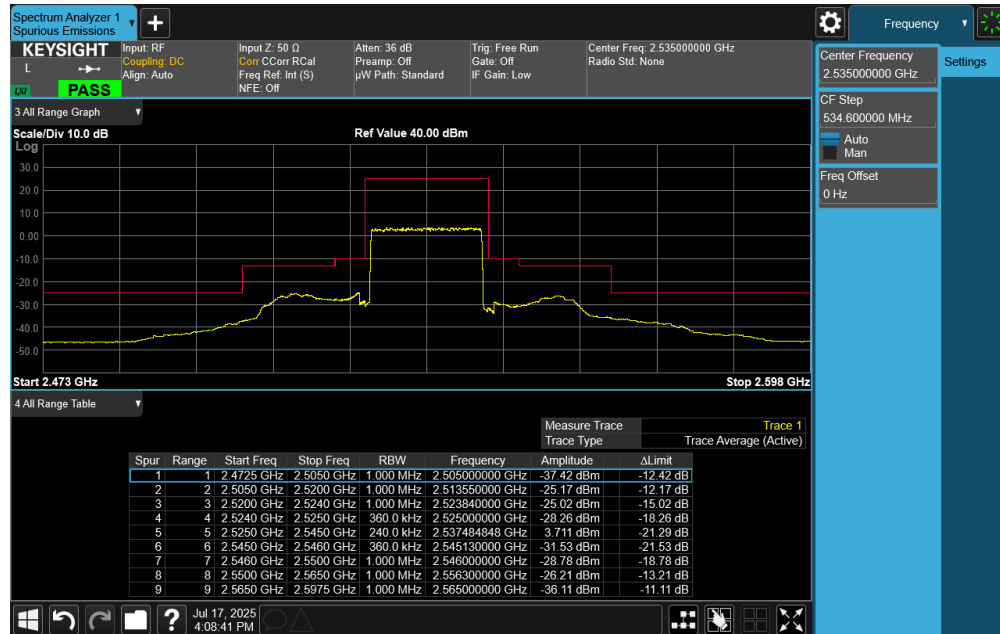 Spectrum Analyzer 1
Spurious Emissions
Frequency
KEYSIGHT
L
LXI
PASS
Input: RF
Coupling: DC
Align: Auto
Input Z: 50 Ω
Corr CCorr RCal
Freq Ref: Int (S)
NFE: Off
Atten: 36 dB
Preamp: Off
µW Path: Standard
Trig: Free Run
Gate: Off
IF Gain: Low
Center Freq: 2.535000000 GHz
Radio Std: None
Center Frequency
2.535000000 GHz
Settings
CF Step
534.600000 MHz
Auto
Man
Freq Offset
0 Hz
3 All Range Graph
Scale/Div 10.0 dB
Ref Value 40.00 dBm
Log
30.0
20.0
10.0
0.00
-10.0
-20.0
-30.0
-40.0
-50.0
Start 2.473 GHz
Stop 2.598 GHz
4 All Range Table
Measure Trace Trace 1
Trace Type Trace Average (Active)
Spur Range Start Freq Stop Freq RBW Frequency Amplitude ΔLimit
1 1 2.4725 GHz 2.5050 GHz 1.000 MHz 2.505000000 GHz -37.42 dBm -12.42 dB
2 2 2.5050 GHz 2.5200 GHz 1.000 MHz 2.513550000 GHz -25.17 dBm -12.17 dB
3 3 2.5200 GHz 2.5240 GHz 1.000 MHz 2.523840000 GHz -25.02 dBm -15.02 dB
4 4 2.5240 GHz 2.5250 GHz 360.0 kHz 2.525000000 GHz -28.26 dBm -18.26 dB
5 5 2.5250 GHz 2.5450 GHz 240.0 kHz 2.537484848 GHz 3.711 dBm -21.29 dB
6 6 2.5450 GHz 2.5460 GHz 360.0 kHz 2.545130000 GHz -31.53 dBm -21.53 dB
7 7 2.5460 GHz 2.5500 GHz 1.000 MHz 2.546000000 GHz -28.78 dBm -18.78 dB
8 8 2.5500 GHz 2.5650 GHz 1.000 MHz 2.556300000 GHz -26.21 dBm -13.21 dB
9 9 2.5650 GHz 2.5975 GHz 1.000 MHz 2.565000000 GHz -36.11 dBm -11.11 dB
?
Jul 17, 2025
4:08:41 PM